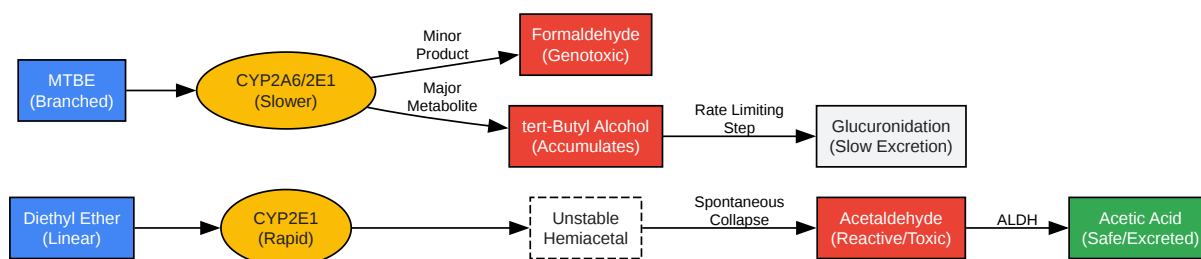 Minor
Product
Formaldehyde
(Genotoxic)
MTBE
(Branched)
CYP2A6/2E1
(Slower)
Major
Metabolite
tert-Butyl Alcohol
(Accumulates)
Rate Limiting
Step
Glucuronidation
(Slow Excretion)
Diethyl Ether
(Linear)
CYP2E1
(Rapid)
Unstable
Hemiacetal
Spontaneous
Collapse
Acetaldehyde
(Reactive/Toxic)
ALDH
Acetic Acid
(Safe/Excreted)